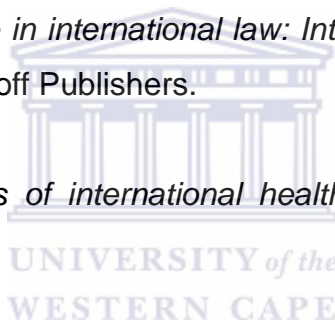 in international law: Int
off Publishers.
s of international health
UNIVERSITY of the
WESTERN CAPE